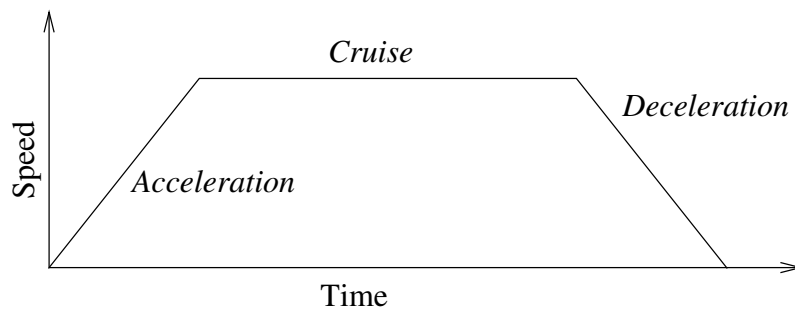 Cruise
Deceleration
Speed
Acceleration
Time